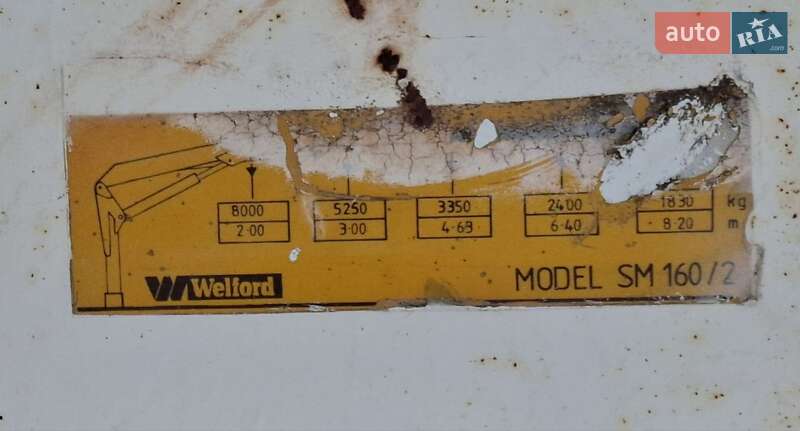 auto RIA .com
8000 5250 3350 2400 1830 kg
2·00 3·00 4·63 6·40 8·20 m
Welford MODEL SM 160/2